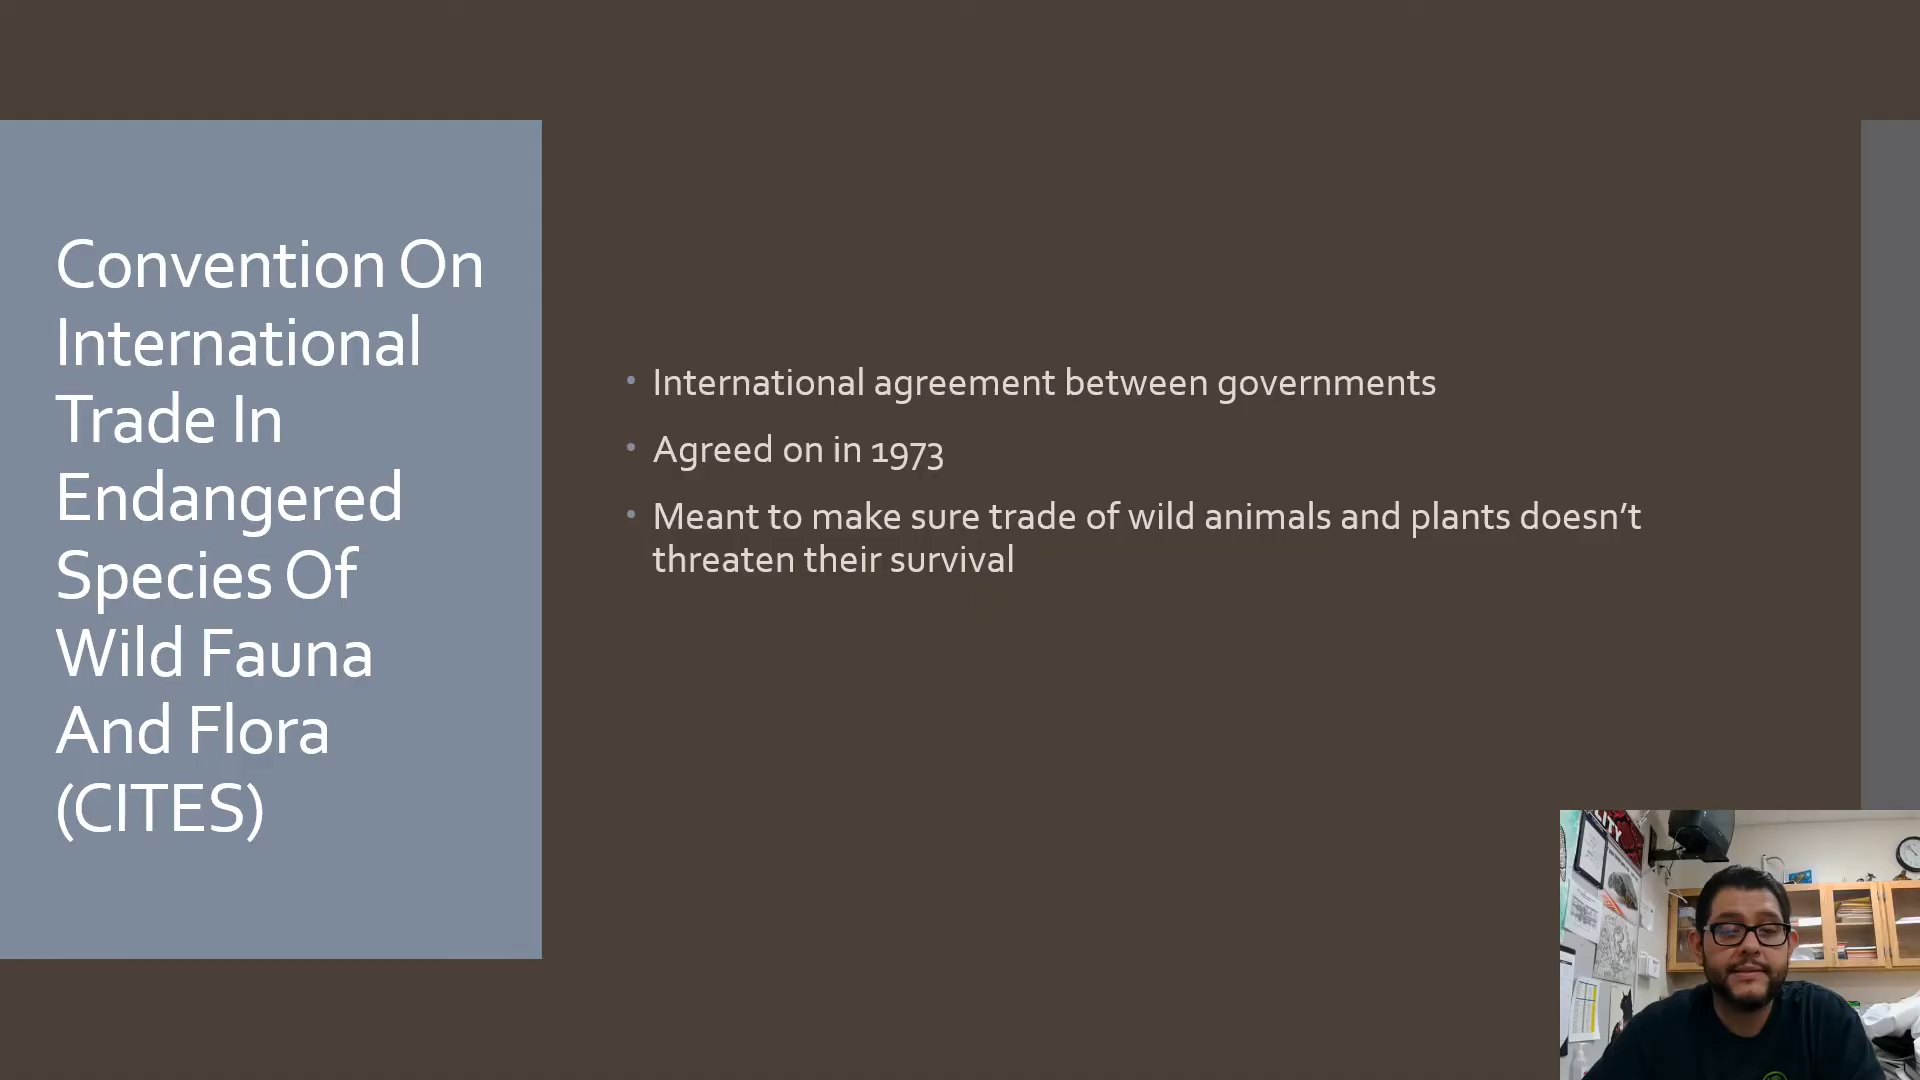 Convention On
International
Trade In
Endangered
Species Of
Wild Fauna
And Flora
(CITES)
• International agreement between governments
• Agreed on in 1973
• Meant to make sure trade of wild animals and plants doesn’t
threaten their survival